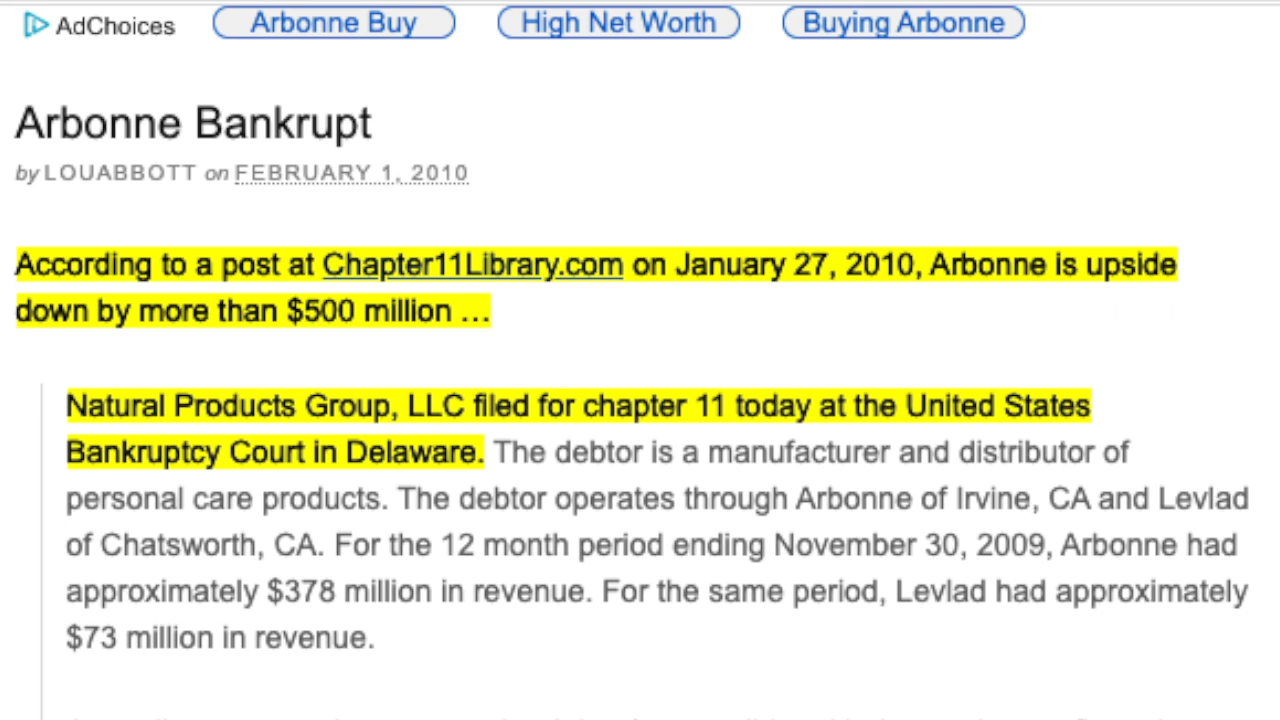 AdChoices Arbonne Buy High Net Worth Buying Arbonne
Arbonne Bankrupt
by LOUABBOTT on FEBRUARY 1, 2010
According to a post at Chapter11Library.com on January 27, 2010, Arbonne is upside
down by more than $500 million ...
Natural Products Group, LLC filed for chapter 11 today at the United States
Bankruptcy Court in Delaware. The debtor is a manufacturer and distributor of
personal care products. The debtor operates through Arbonne of Irvine, CA and Levlad
of Chatsworth, CA. For the 12 month period ending November 30, 2009, Arbonne had
approximately $378 million in revenue. For the same period, Levlad had approximately
$73 million in revenue.